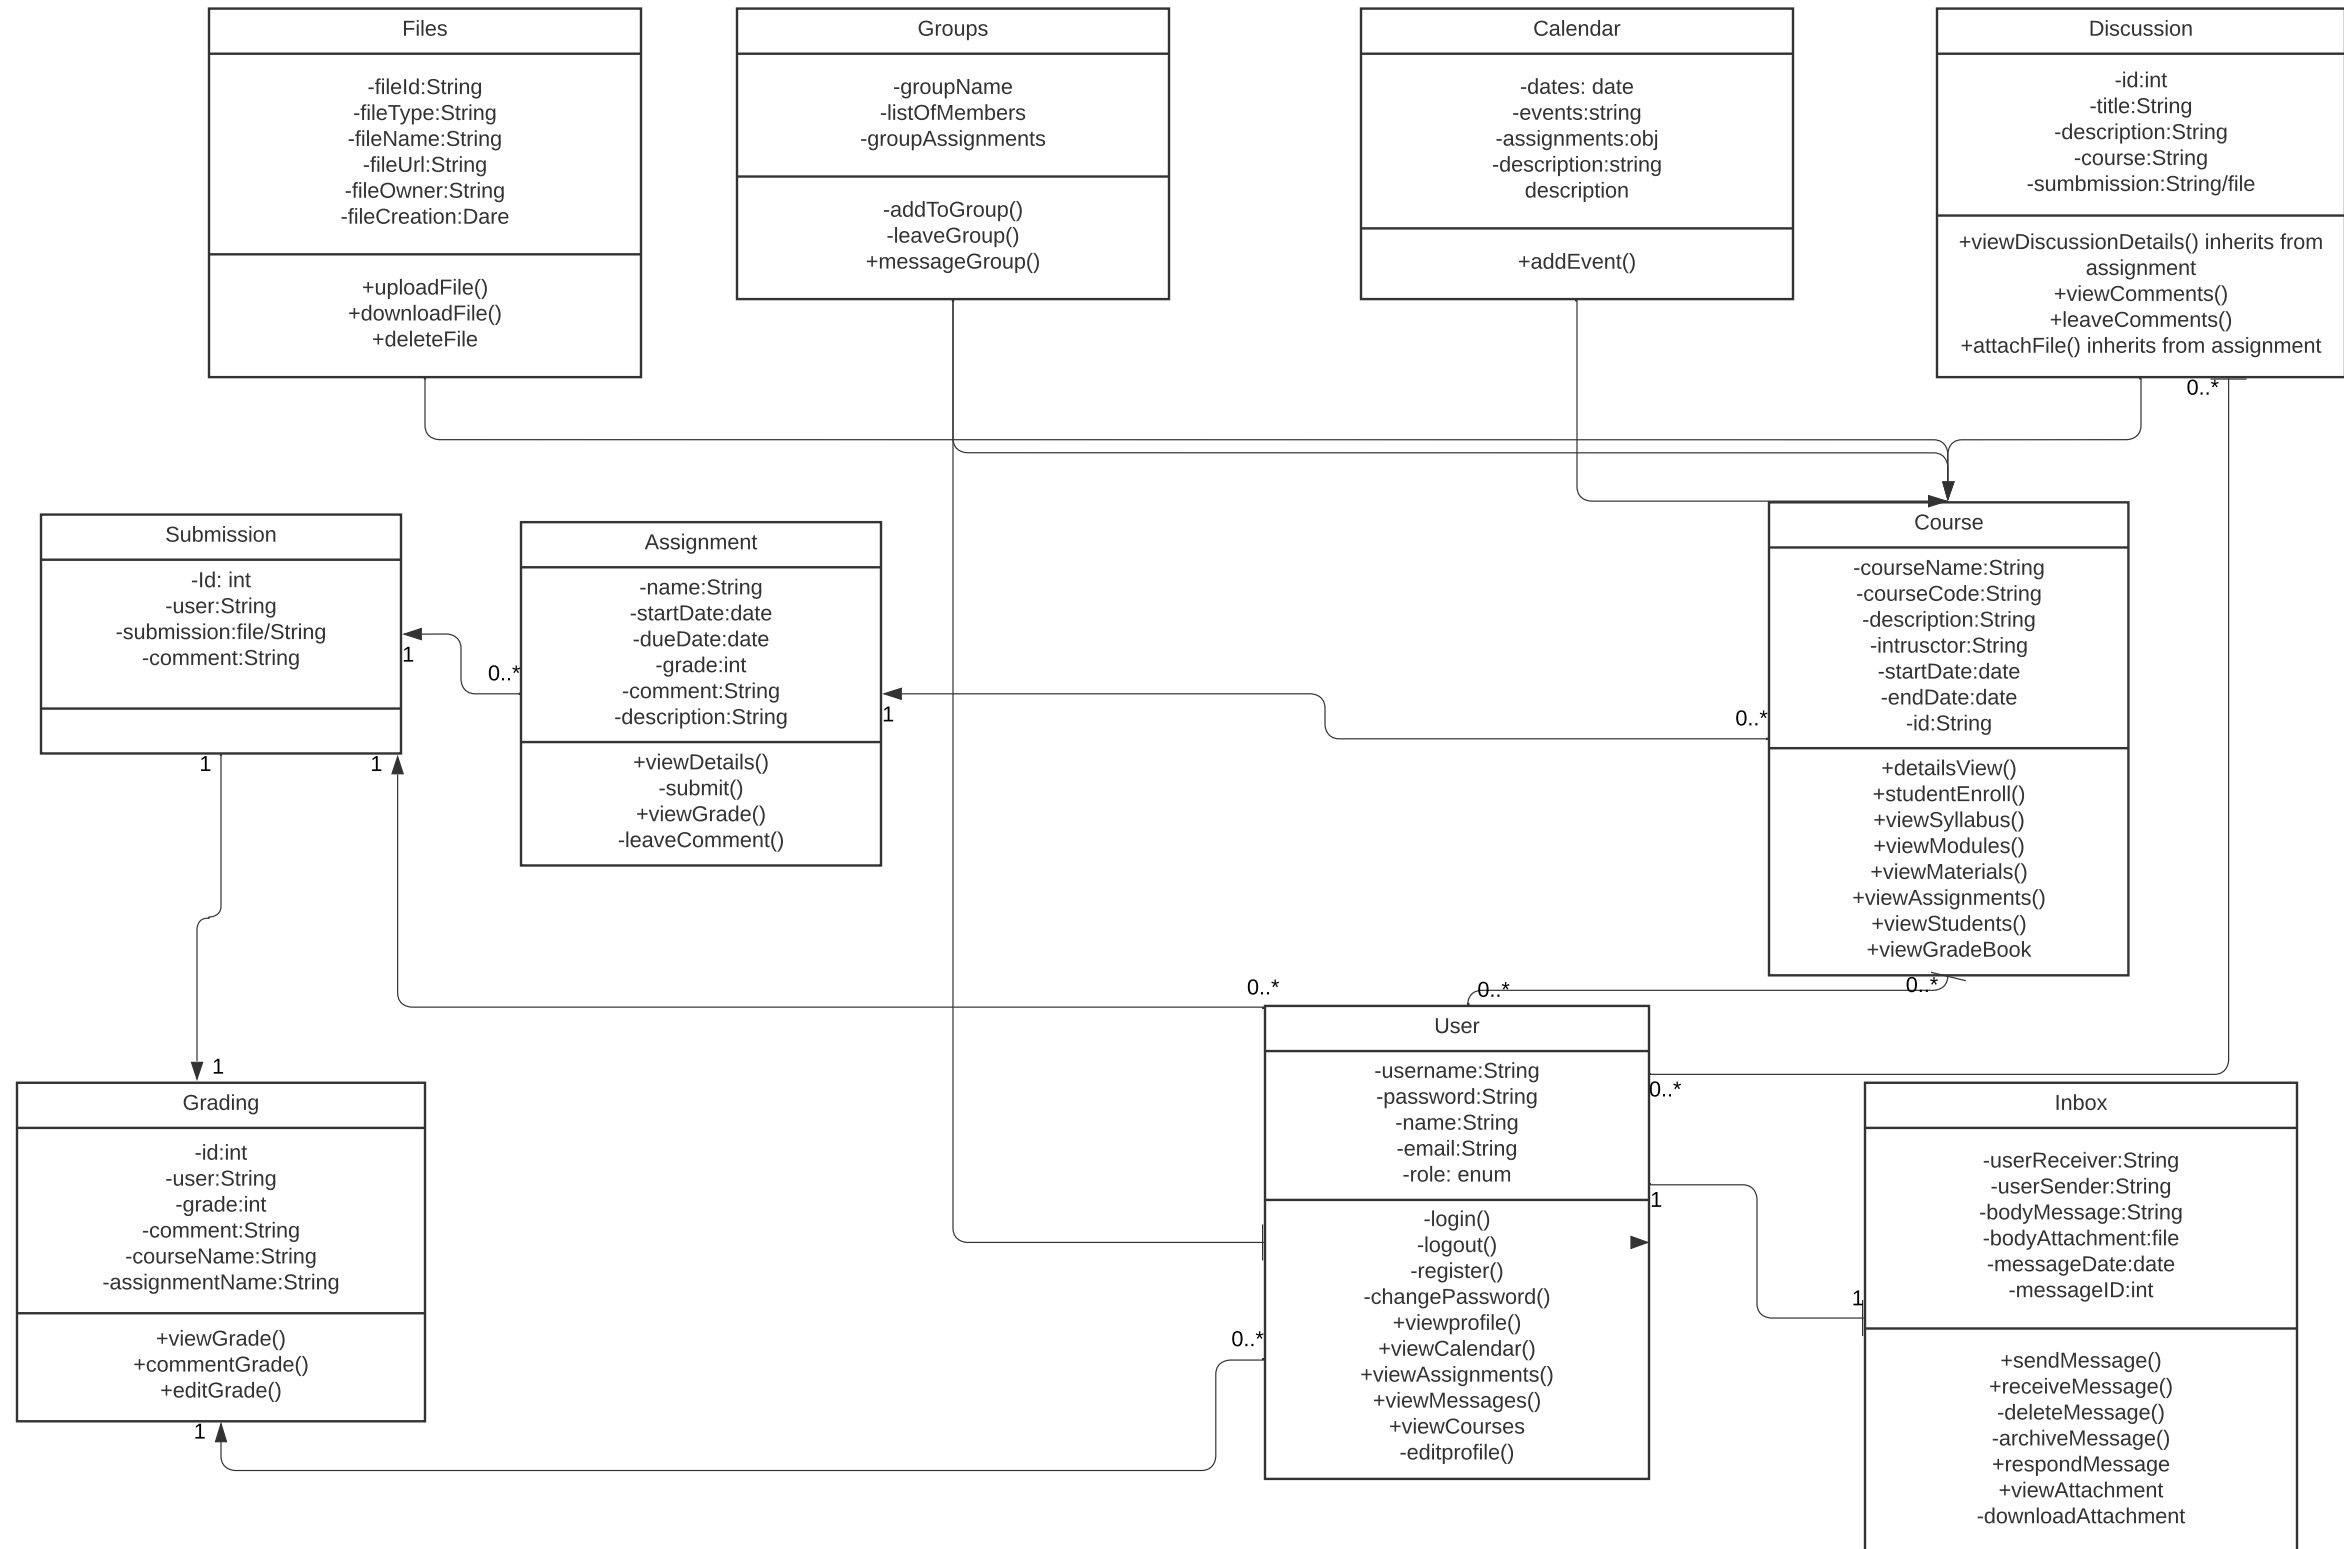 Files
-fileId:String
-fileType:String
-fileName:String
-fileUrl:String
-fileOwner:String
-fileCreation:Dare
+uploadFile()
+downloadFile()
+deleteFile
Groups
-groupName
-listOfMembers
-groupAssignments
-addToGroup()
-leaveGroup()
+messageGroup()
Calendar
-dates: date
-events:string
-assignments:obj
-description:string
description
+addEvent()
Discussion
-id:int
-title:String
-description:String
-course:String
-sumbmission:String/file
+viewDiscussionDetails() inherits from
assignment
+viewComments()
+leaveComments()
+attachFile() inherits from assignment
0..*
Submission
-Id: int
-user:String
-submission:file/String
-comment:String
1
1
1
Assignment
-name:String
-startDate:date
-dueDate:date
-grade:int
-comment:String
-description:String
+viewDetails()
-submit()
+viewGrade()
-leaveComment()
0..*
1
Course
-courseName:String
-courseCode:String
-description:String
-intrusctor:String
-startDate:date
-endDate:date
-id:String
+detailsView()
+studentEnroll()
+viewSyllabus()
+viewModules()
+viewMaterials()
+viewAssignments()
+viewStudents()
+viewGradeBook
0..*
0..*
Grading
-id:int
-user:String
-grade:int
-comment:String
-courseName:String
-assignmentName:String
+viewGrade()
+commentGrade()
+editGrade()
1
1
User
-username:String
-password:String
-name:String
-email:String
-role: enum
-login()
-logout()
-register()
-changePassword()
+viewprofile()
+viewCalendar()
+viewAssignments()
+viewMessages()
+viewCourses
-editprofile()
0..*
0..*
0..*
1
0..*
Inbox
-userReceiver:String
-userSender:String
-bodyMessage:String
-bodyAttachment:file
-messageDate:date
-messageID:int
+sendMessage()
+receiveMessage()
-deleteMessage()
-archiveMessage()
+respondMessage
+viewAttachment
-downloadAttachment
1